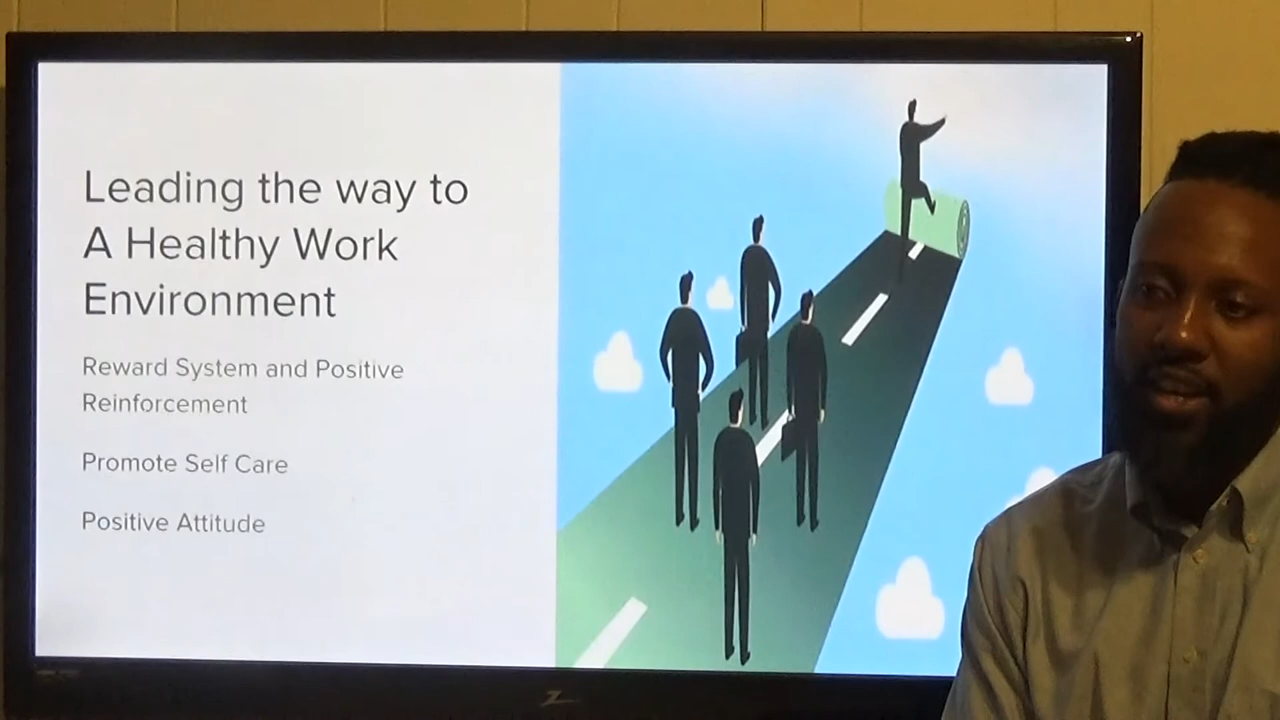 Leading the way to
A Healthy Work
Environment
Reward System and Positive
Reinforcement
Promote Self Care
Positive Attitude